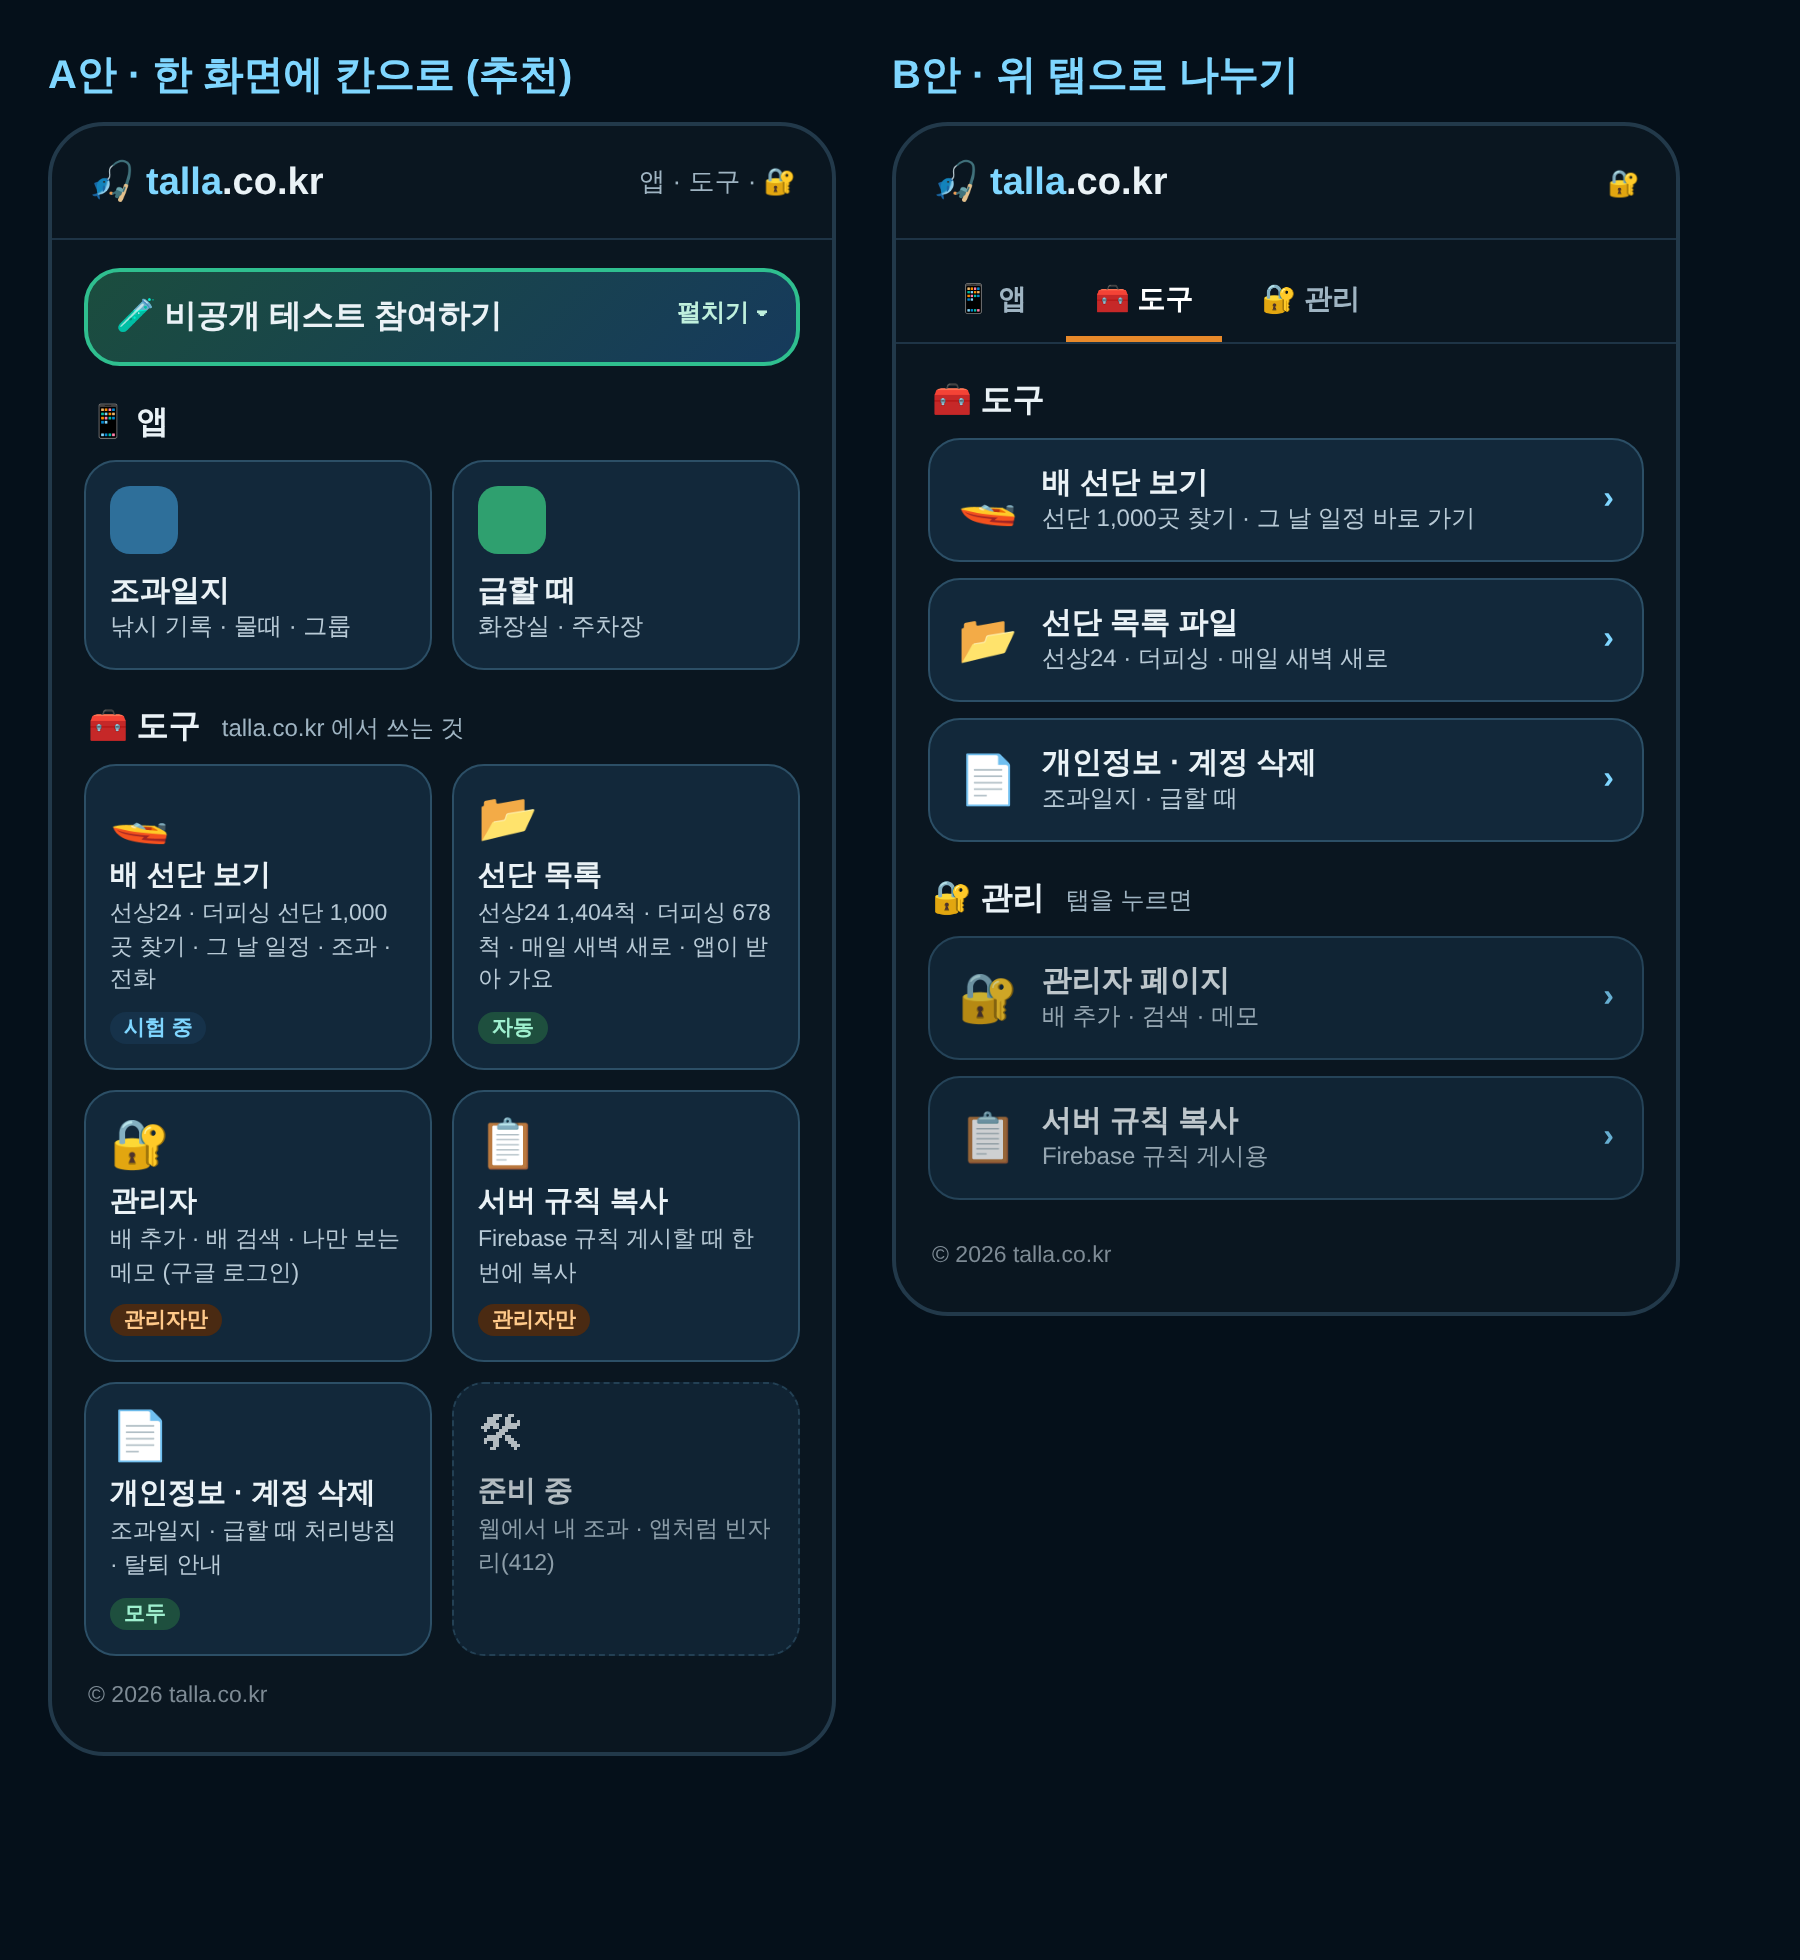 A안 · 한 화면에 칸으로 (추천)
talla.co.kr
앱 · 도구 ·
비공개 테스트 참여하기
펼치기
앱
조과일지
낚시 기록 · 물때 · 그룹
급할 때
화장실 · 주차장
도구 talla.co.kr 에서 쓰는 것
배 선단 보기
선상24 · 더피싱 선단 1,000
곳 찾기 · 그 날 일정 · 조과 ·
전화
시험 중
선단 목록
선상24 1,404척 · 더피싱 678
척 · 매일 새벽 새로 · 앱이 받
아 가요
자동
관리자
배 추가 · 배 검색 · 나만 보는
메모 (구글 로그인)
관리자만
서버 규칙 복사
Firebase 규칙 게시할 때 한
번에 복사
관리자만
개인정보 · 계정 삭제
조과일지 · 급할 때 처리방침
· 탈퇴 안내
모두
준비 중
웹에서 내 조과 · 앱처럼 빈자
리(412)
© 2026 talla.co.kr
B안 · 위 탭으로 나누기
talla.co.kr
앱
도구
관리
도구
배 선단 보기
선단 1,000곳 찾기 · 그 날 일정 바로 가기
›
선단 목록 파일
선상24 · 더피싱 · 매일 새벽 새로
›
개인정보 · 계정 삭제
조과일지 · 급할 때
›
관리 탭을 누르면
관리자 페이지
배 추가 · 검색 · 메모
›
서버 규칙 복사
Firebase 규칙 게시용
›
© 2026 talla.co.kr